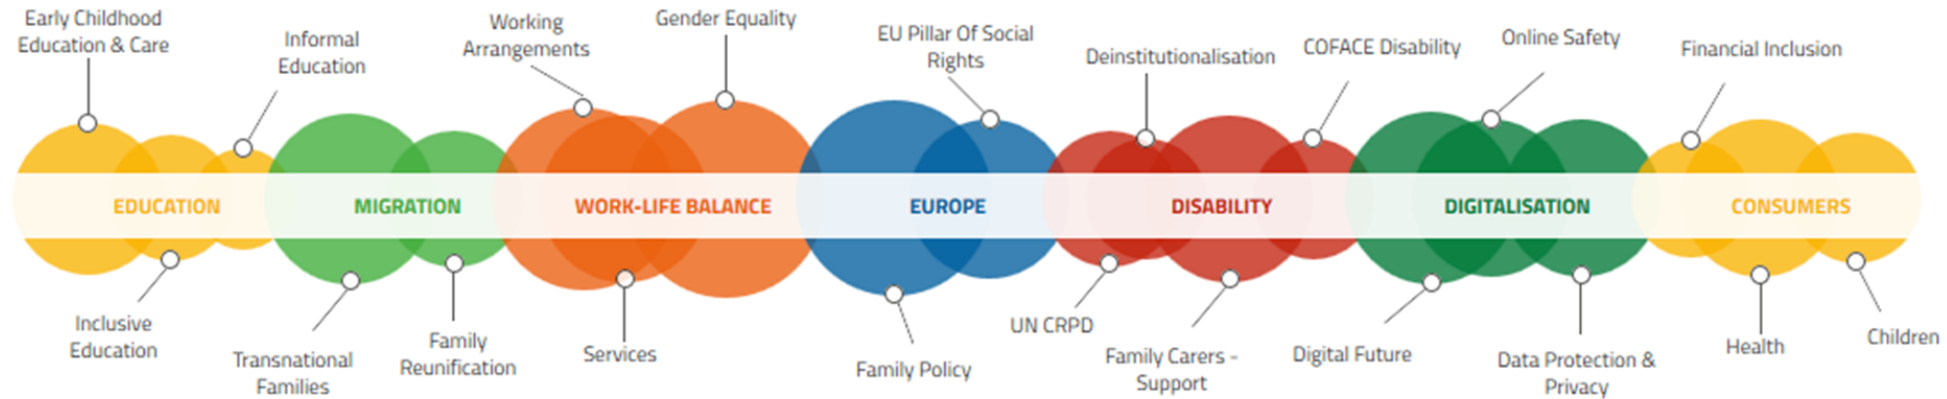 Early Childhood
Education & Care
Informal
Education
Working
Arrangements
Gender Equality
EU Pillar Of Social
Rights
Deinstitutionalisation
COFACE Disability
Online Safety
Financial Inclusion
EDUCATION
MIGRATION
WORK-LIFE BALANCE
EUROPE
DISABILITY
DIGITALISATION
CONSUMERS
Inclusive
Education
Transnational
Families
Family
Reunification
Services
Family Policy
UN CRPD
Family Carers -
Support
Digital Future
Data Protection &
Privacy
Health
Children